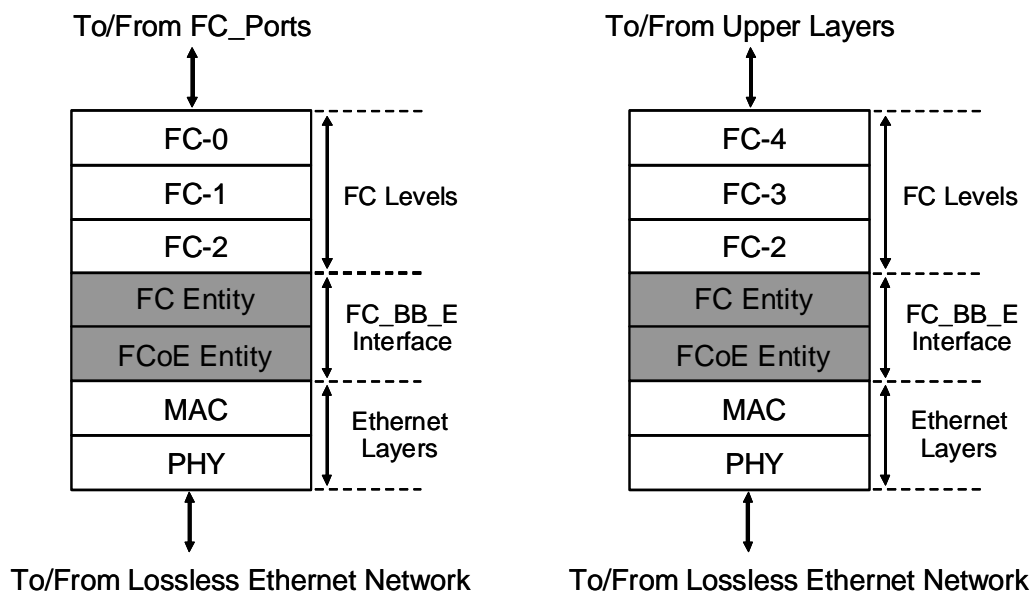 To/From FC_Ports
FC-0
FC-1
FC-2
FC Levels
FC Entity
FCoE Entity
FC_BB_E
Interface
MAC
PHY
Ethernet
Layers
To/From Lossless Ethernet Network
To/From Upper Layers
FC-4
FC-3
FC-2
FC Levels
FC Entity
FCoE Entity
FC_BB_E
Interface
MAC
PHY
Ethernet
Layers
To/From Lossless Ethernet Network